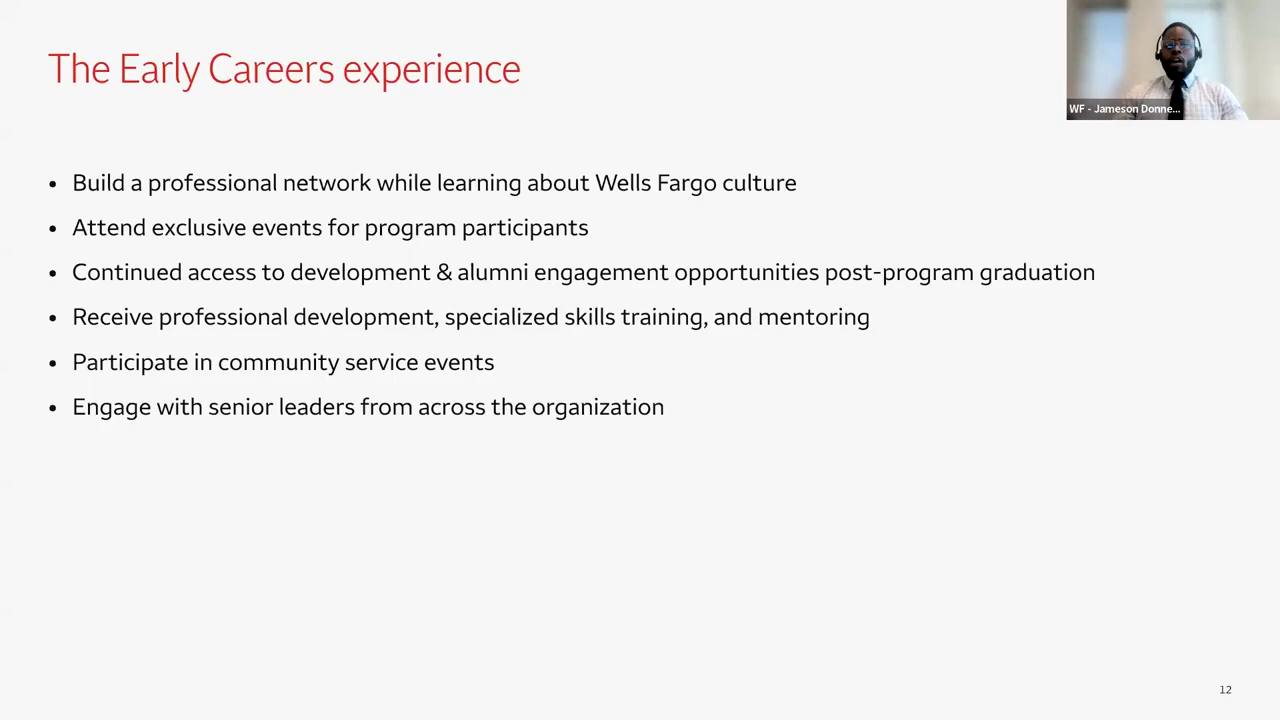 The Early Careers experience
WF - Jameson Donne...
• Build a professional network while learning about Wells Fargo culture
• Attend exclusive events for program participants
• Continued access to development & alumni engagement opportunities post-program graduation
• Receive professional development, specialized skills training, and mentoring
• Participate in community service events
• Engage with senior leaders from across the organization
12